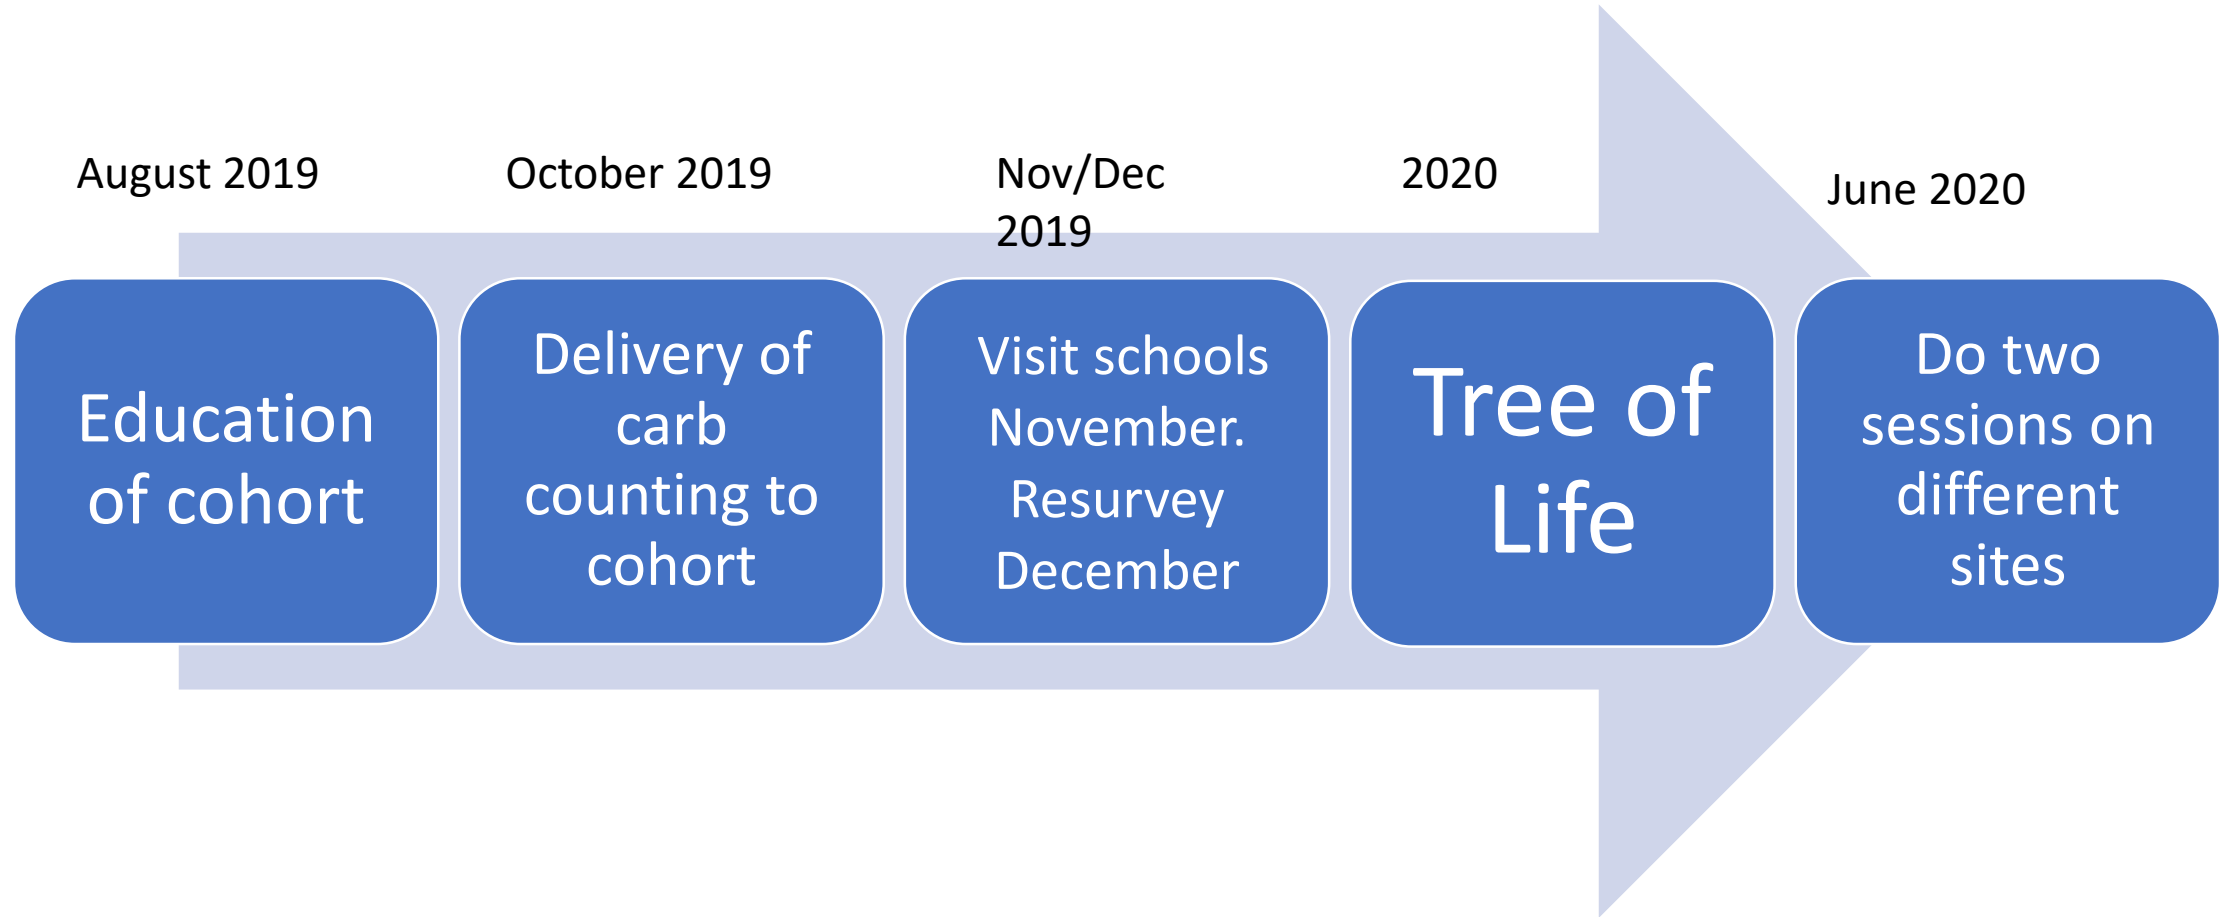 August 2019
October 2019
Nov/Dec
2019
2020
June 2020
Education
of cohort
Delivery of
carb
counting to
cohort
Visit schools
November.
Resurvey
December
Tree of
Life
Do two
sessions on
different
sites